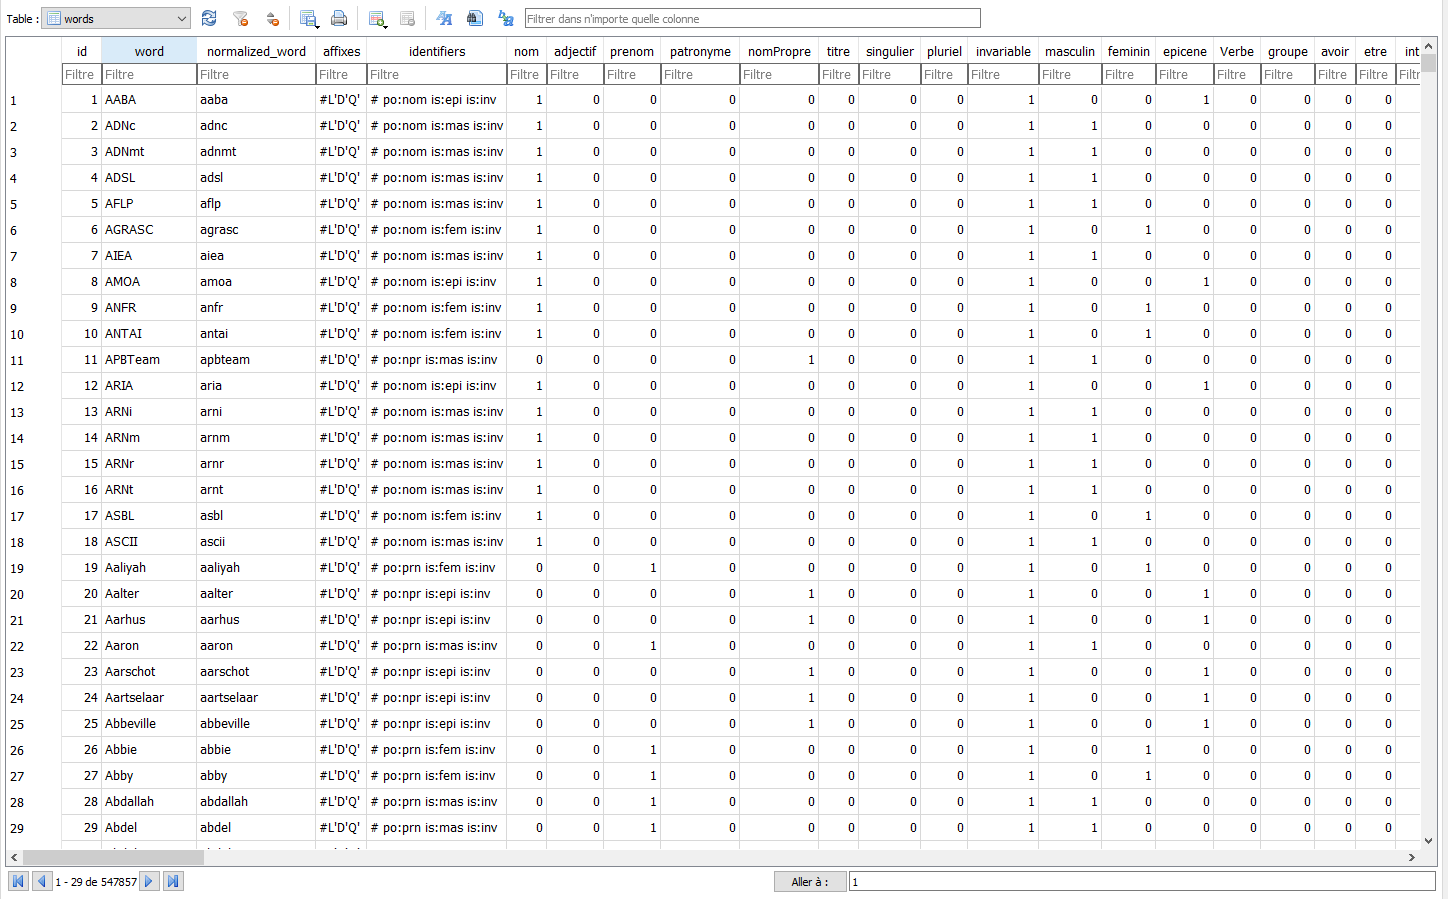 Table : words Filtrer dans n'importe quelle colonne
id word normalized_word affixes identifiers nom adjectif prenom patronyme nomPropre titre singulier pluriel invariable masculin feminin epicene Verbe groupe avoir etre int
Filtre Filtre Filtre Filtre Filtre Filtre Filtre Filtre Filtre Filtre Filtre Filtre Filtre Filtre Filtre Filtre Filtre Filtre Filtre Filtre Filtre Filtr
1 1 AABA aaba #L'D'Q' # po:nom is:epi is:inv 1 0 0 0 0 0 0 0 1 0 0 1 0 0 0 0
2 2 ADNc adnc #L'D'Q' # po:nom is:mas is:inv 1 0 0 0 0 0 0 0 1 1 0 0 0 0 0 0
3 3 ADNmt adnmt #L'D'Q' # po:nom is:mas is:inv 1 0 0 0 0 0 0 0 1 1 0 0 0 0 0 0
4 4 ADSL adsl #L'D'Q' # po:nom is:mas is:inv 1 0 0 0 0 0 0 0 1 1 0 0 0 0 0 0
5 5 AFLP aflp #L'D'Q' # po:nom is:mas is:inv 1 0 0 0 0 0 0 0 1 1 0 0 0 0 0 0
6 6 AGRASC agrasc #L'D'Q' # po:nom is:fem is:inv 1 0 0 0 0 0 0 0 1 0 1 0 0 0 0 0
7 7 AIEA aiea #L'D'Q' # po:nom is:mas is:inv 1 0 0 0 0 0 0 0 1 1 0 0 0 0 0 0
8 8 AMOA amoa #L'D'Q' # po:nom is:epi is:inv 1 0 0 0 0 0 0 0 1 0 0 1 0 0 0 0
9 9 ANFR anfr #L'D'Q' # po:nom is:fem is:inv 1 0 0 0 0 0 0 0 1 0 1 0 0 0 0 0
10 10 ANTAI antai #L'D'Q' # po:nom is:fem is:inv 1 0 0 0 0 0 0 0 1 0 1 0 0 0 0 0
11 11 APBTeam apbteam #L'D'Q' # po:npr is:mas is:inv 0 0 0 0 1 0 0 0 1 1 0 0 0 0 0 0
12 12 ARIA aria #L'D'Q' # po:nom is:epi is:inv 1 0 0 0 0 0 0 0 1 0 0 1 0 0 0 0
13 13 ARNi arni #L'D'Q' # po:nom is:mas is:inv 1 0 0 0 0 0 0 0 1 1 0 0 0 0 0 0
14 14 ARNm arnm #L'D'Q' # po:nom is:mas is:inv 1 0 0 0 0 0 0 0 1 1 0 0 0 0 0 0
15 15 ARNr arnr #L'D'Q' # po:nom is:mas is:inv 1 0 0 0 0 0 0 0 1 1 0 0 0 0 0 0
16 16 ARNt arnt #L'D'Q' # po:nom is:mas is:inv 1 0 0 0 0 0 0 0 1 1 0 0 0 0 0 0
17 17 ASBL asbl #L'D'Q' # po:nom is:fem is:inv 1 0 0 0 0 0 0 0 1 0 1 0 0 0 0 0
18 18 ASCII ascii #L'D'Q' # po:nom is:mas is:inv 1 0 0 0 0 0 0 0 1 1 0 0 0 0 0 0
19 19 Aaliyah aaliyah #L'D'Q' # po:prn is:fem is:inv 0 0 1 0 0 0 0 0 1 0 1 0 0 0 0 0
20 20 Aalter aalter #L'D'Q' # po:npr is:epi is:inv 0 0 0 0 1 0 0 0 1 0 0 1 0 0 0 0
21 21 Aarhus aarhus #L'D'Q' # po:npr is:epi is:inv 0 0 0 0 1 0 0 0 1 0 0 1 0 0 0 0
22 22 Aaron aaron #L'D'Q' # po:prn is:mas is:inv 0 0 1 0 0 0 0 0 1 1 0 0 0 0 0 0
23 23 Aarschot aarschot #L'D'Q' # po:npr is:epi is:inv 0 0 0 0 1 0 0 0 1 0 0 1 0 0 0 0
24 24 Aartselaar aartselaar #L'D'Q' # po:npr is:epi is:inv 0 0 0 0 1 0 0 0 1 0 0 1 0 0 0 0
25 25 Abbeville abbeville #L'D'Q' # po:npr is:epi is:inv 0 0 0 0 1 0 0 0 1 0 0 1 0 0 0 0
26 26 Abbie abbie #L'D'Q' # po:prn is:fem is:inv 0 0 1 0 0 0 0 0 1 0 1 0 0 0 0 0
27 27 Abby abby #L'D'Q' # po:prn is:fem is:inv 0 0 1 0 0 0 0 0 1 0 1 0 0 0 0 0
28 28 Abdallah abdallah #L'D'Q' # po:prn is:mas is:inv 0 0 1 0 0 0 0 0 1 1 0 0 0 0 0 0
29 29 Abdel abdel #L'D'Q' # po:prn is:mas is:inv 0 0 1 0 0 0 0 0 1 1 0 0 0 0 0 0
1 - 29 de 547857 Aller à : 1